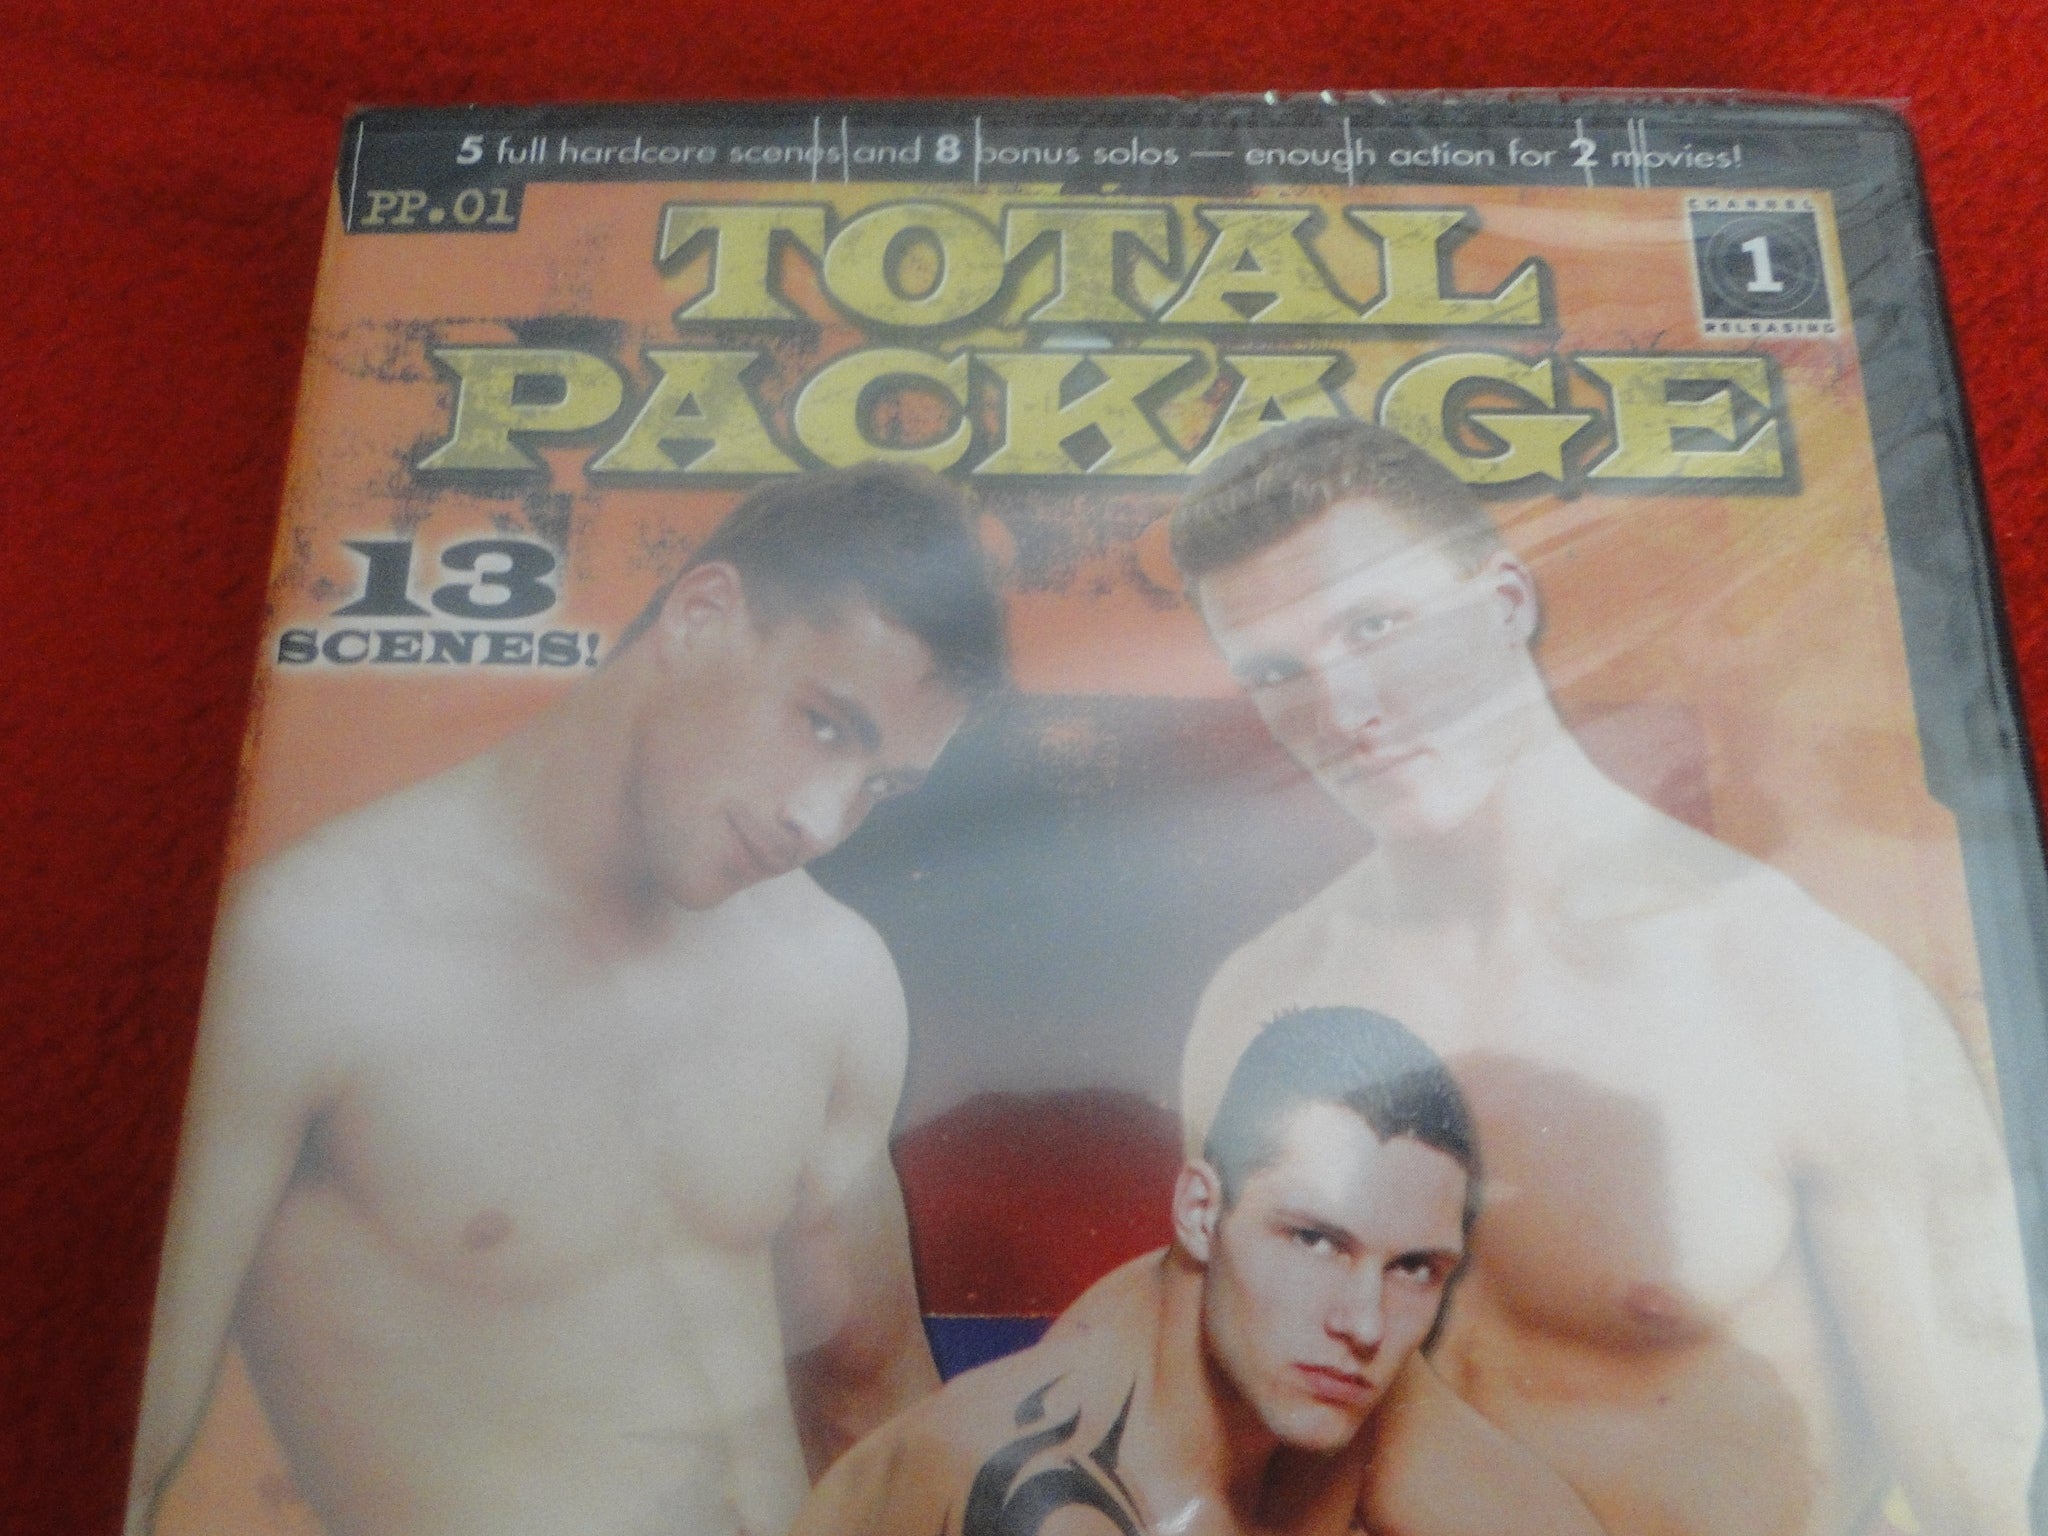 5 full hardcore scenes and 8 bonus solos — enough action for 2 movies!
PP.01
CHANNEL
1
RELEASING
TOTAL
PACKAGE
13
SCENES!